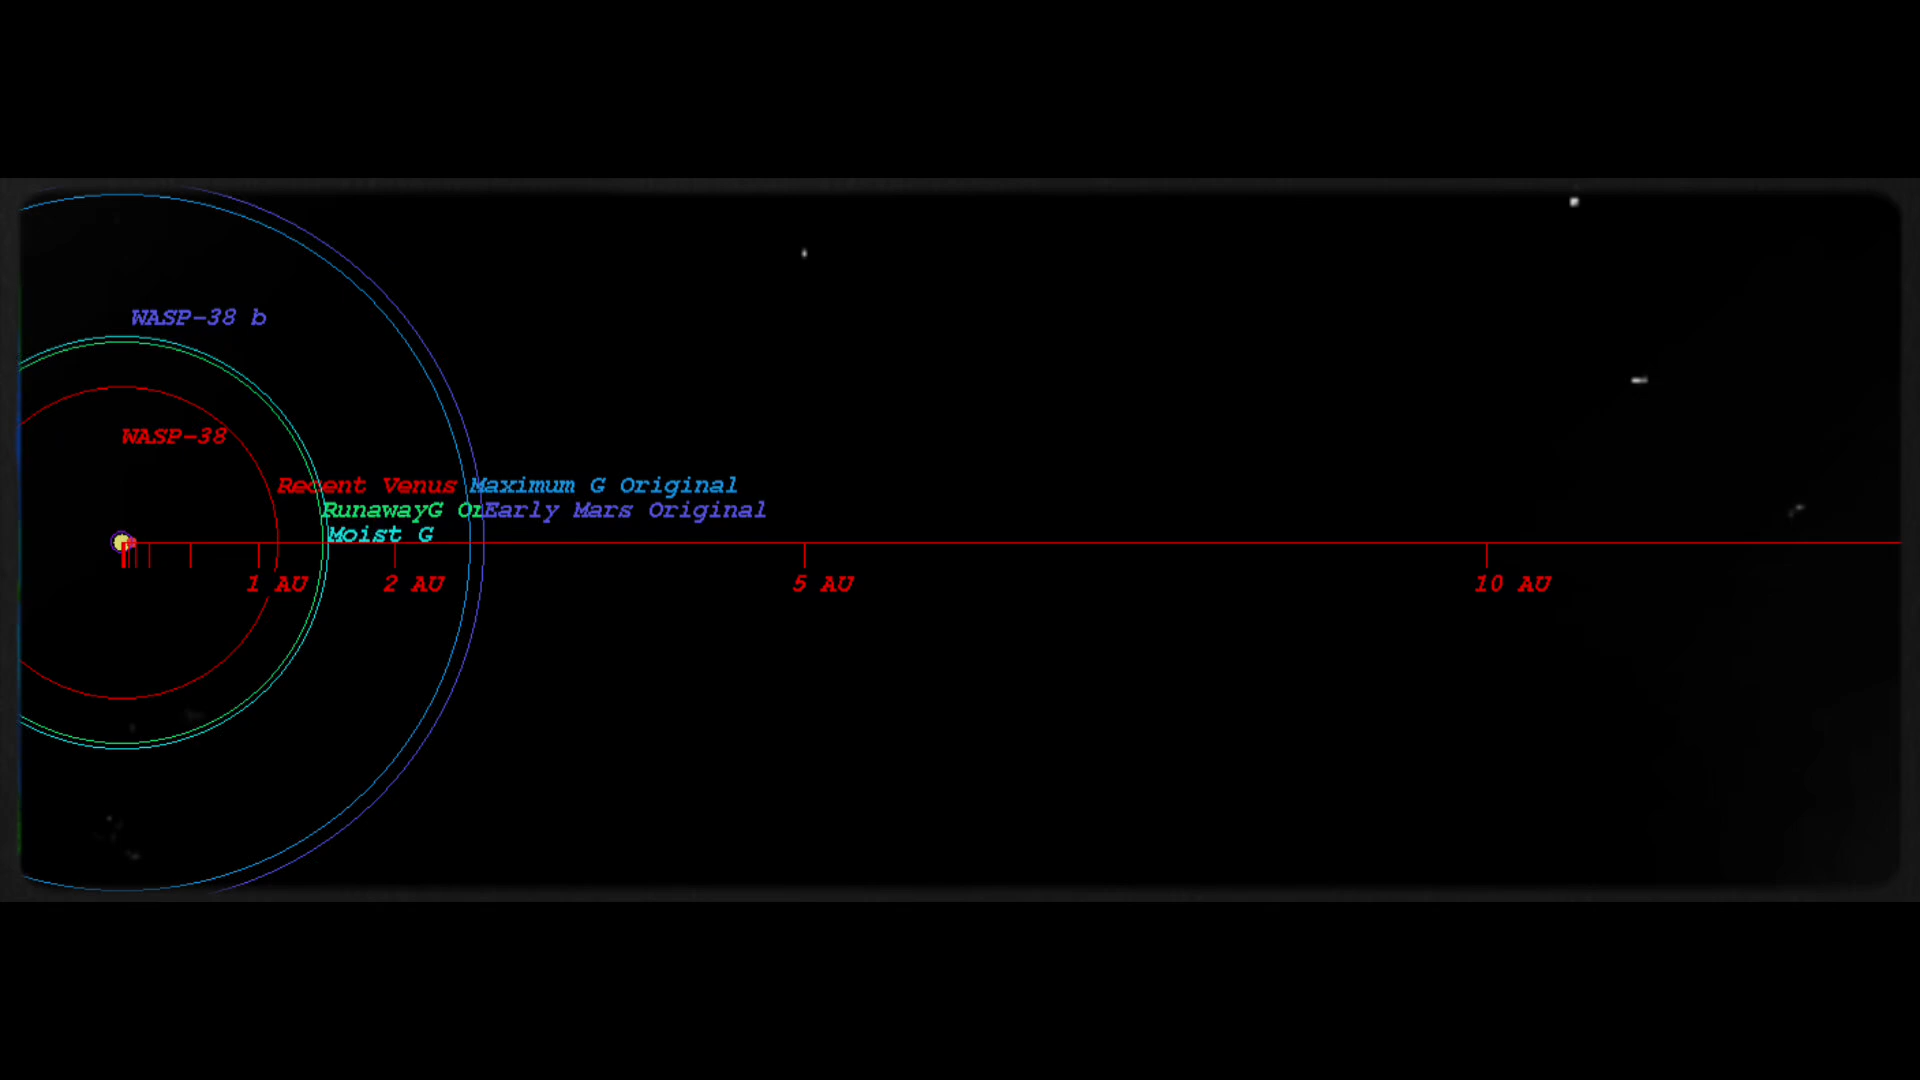 WASP-38 b
WASP-38
Recent Venus
Maximum G Original
RunawayG
Early Mars Original
Moist G
1 AU
2 AU
5 AU
10 AU